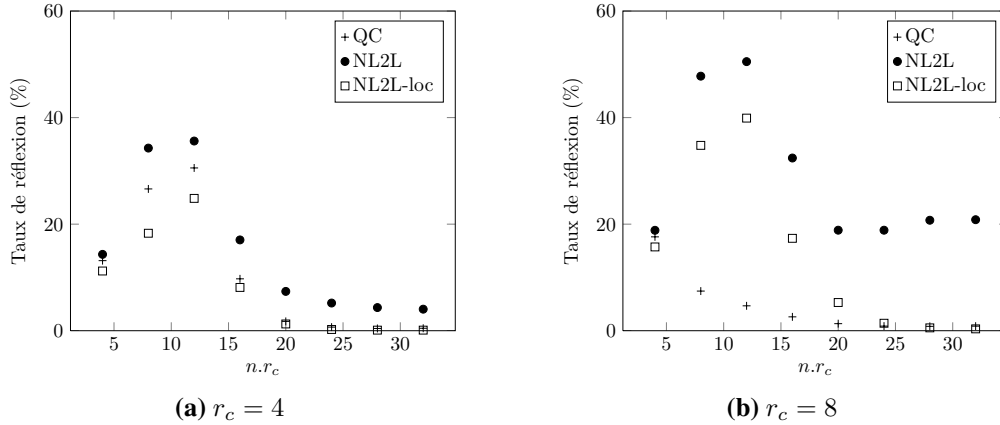 60
40
20
0
Taux de réflexion (%)
QC
NL2L
NL2L-loc
5 10 15 20 25 30
n.r_c
(a) r_c = 4
60
40
20
0
Taux de réflexion (%)
QC
NL2L
NL2L-loc
5 10 15 20 25 30
n.r_c
(b) r_c = 8